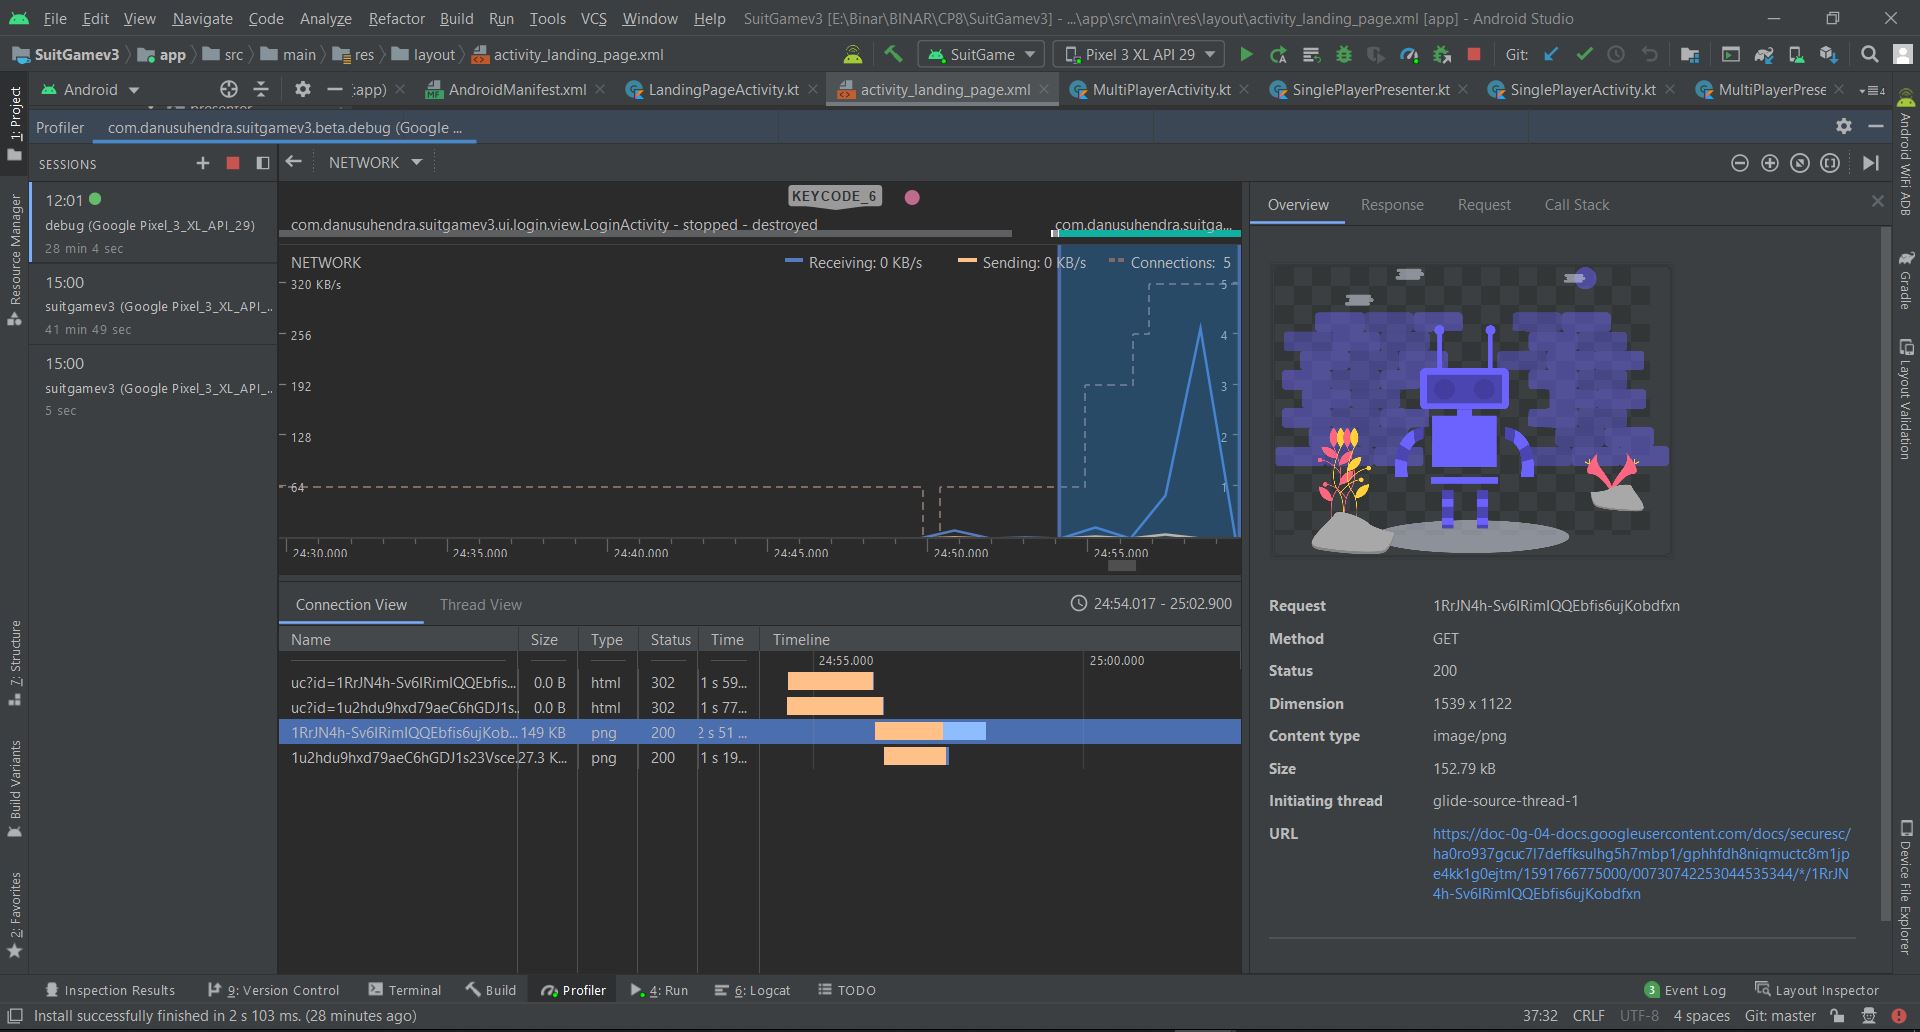 File Edit View Navigate Code Analyze Refactor Build Run Tools VCS Window Help SuitGamev3 [E:\Binar\BINAR\CP8\SuitGamev3] - ...\app\src\main\res\layout\activity_landing_page.xml [app] - Android Studio
SuitGamev3 app src main res layout activity_landing_page.xml SuitGame Pixel 3 XL API 29 Git:
Android :app) AndroidManifest.xml LandingPageActivity.kt activity_landing_page.xml MultiPlayerActivity.kt SinglePlayerPresenter.kt SinglePlayerActivity.kt MultiPlayerPrese 4
Profiler com.danusuhendra.suitgamev3.beta.debug (Google ...
SESSIONS
NETWORK
12:01
debug (Google Pixel_3_XL_API_29)
28 min 4 sec
15:00
suitgamev3 (Google Pixel_3_XL_API_..
41 min 49 sec
15:00
suitgamev3 (Google Pixel_3_XL_API_..
5 sec
KEYCODE_6
com.danusuhendra.suitgamev3.ui.login.view.LoginActivity - stopped - destroyed
com.danusuhendra.suitga...
NETWORK
Receiving: 0 KB/s Sending: 0 KB/s Connections: 5
320 KB/s 5
256 4
192 3
128 2
64 1
24:30.000 24:35.000 24:40.000 24:45.000 24:50.000 24:55.000
Connection View Thread View 24:54.017 - 25:02.900
Name Size Type Status Time Timeline
24:55.000 25:00.000
uc?id=1RrJN4h-Sv6IRimIQQEbfis... 0.0 B html 302 1 s 59...
uc?id=1u2hdu9hxd79aeC6hGDJ1s.. 0.0 B html 302 1 s 77...
1RrJN4h-Sv6IRimIQQEbfis6ujKob... 149 KB png 200 2 s 51 ...
1u2hdu9hxd79aeC6hGDJ1s23Vsce. 27.3 K... png 200 1 s 19...
Overview Response Request Call Stack
Request 1RrJN4h-Sv6IRimIQQEbfis6ujKobdfxn
Method GET
Status 200
Dimension 1539 x 1122
Content type image/png
Size 152.79 kB
Initiating thread glide-source-thread-1
URL https://doc-0g-04-docs.googleusercontent.com/docs/securesc/
ha0ro937gcuc7l7deffksulhg5h7mbp1/gphhfdh8niqmuctc8m1jp
e4kk1g0ejtm/1591766775000/00730742253044535344/*/1RrJN
4h-Sv6IRimIQQEbfis6ujKobdfxn
1: Project
Resource Manager
7: Structure
Build Variants
2: Favorites
Android WiFi ADB
Gradle
Layout Validation
Device File Explorer
Inspection Results 9: Version Control Terminal Build Profiler 4: Run 6: Logcat TODO 3 Event Log Layout Inspector
Install successfully finished in 2 s 103 ms. (28 minutes ago) 37:32 CRLF UTF-8 4 spaces Git: master